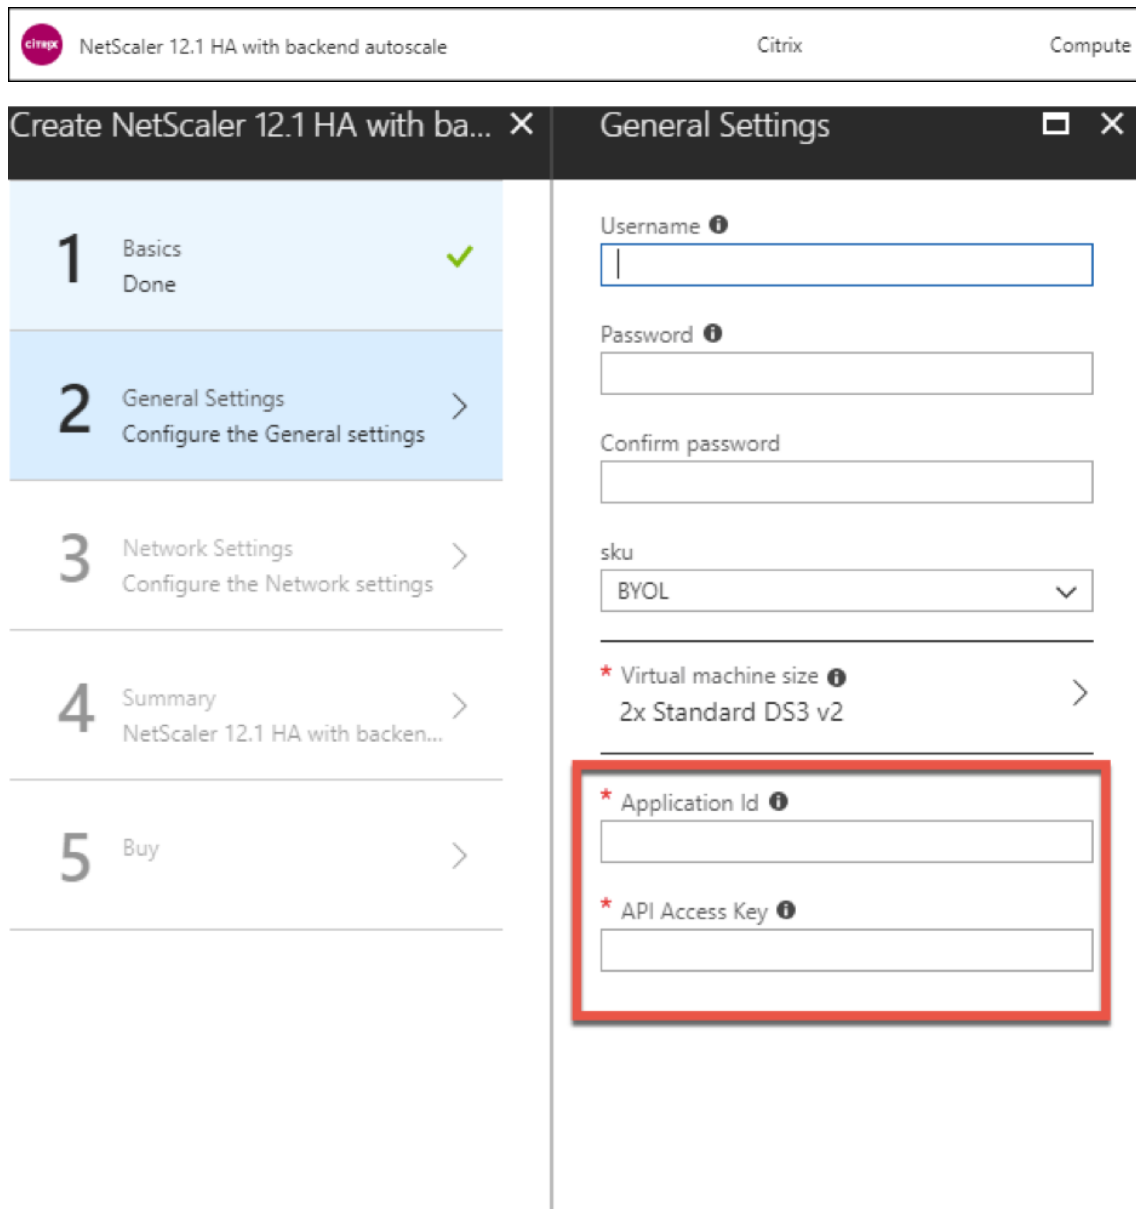 citrix NetScaler 12.1 HA with backend autoscale Citrix Compute
Create NetScaler 12.1 HA with ba...
1 Basics
Done
2 General Settings
Configure the General settings
3 Network Settings
Configure the Network settings
4 Summary
NetScaler 12.1 HA with backen...
5 Buy
General Settings
Username
Password
Confirm password
sku
BYOL
* Virtual machine size
2x Standard DS3 v2
* Application Id
* API Access Key